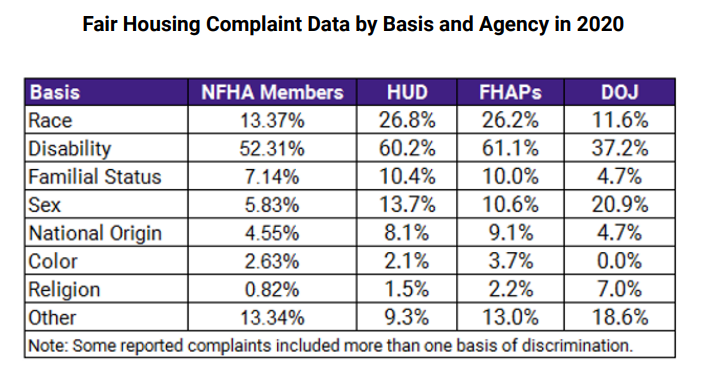 Fair Housing Complaint Data by Basis and Agency in 2020
Basis NFHA Members HUD FHAPs DOJ
Race 13.37% 26.8% 26.2% 11.6%
Disability 52.31% 60.2% 61.1% 37.2%
Familial Status 7.14% 10.4% 10.0% 4.7%
Sex 5.83% 13.7% 10.6% 20.9%
National Origin 4.55% 8.1% 9.1% 4.7%
Color 2.63% 2.1% 3.7% 0.0%
Religion 0.82% 1.5% 2.2% 7.0%
Other 13.34% 9.3% 13.0% 18.6%
Note: Some reported complaints included more than one basis of discrimination.